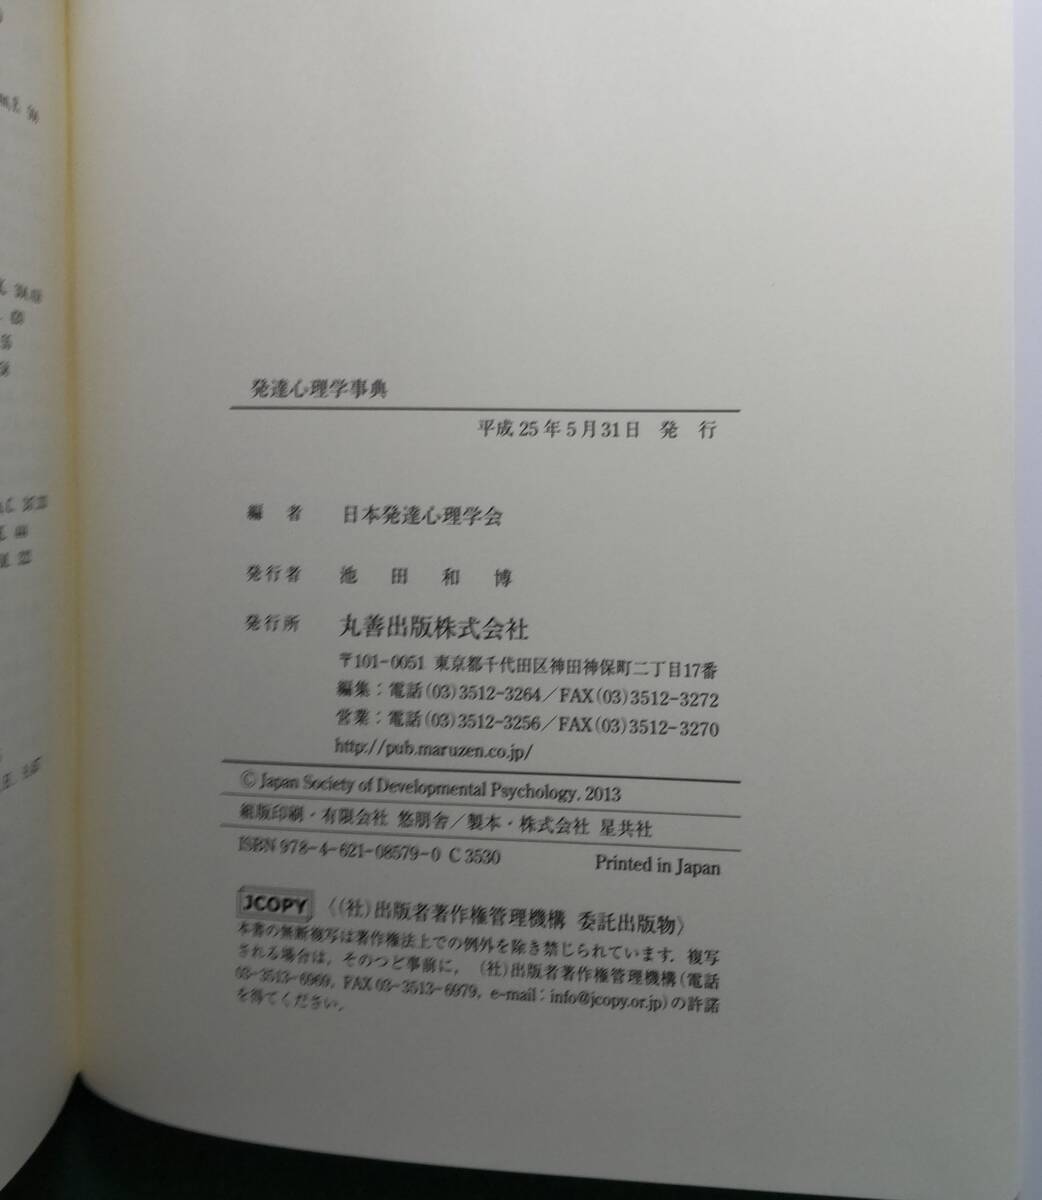 発達心理学事典
平成25年5月31日 発 行
編 者 日本発達心理学会
発行者 池 田 和 博
発行所 丸善出版株式会社
〒101-0051 東京都千代田区神田神保町二丁目17番
編集：電話(03)3512-3264／FAX(03)3512-3272
営業：電話(03)3512-3256／FAX(03)3512-3270
http://pub.maruzen.co.jp/
© Japan Society of Developmental Psychology, 2013
組版印刷・有限会社 悠朋舎／製本・株式会社 星共社
ISBN 978-4-621-08579-0 C 3530 Printed in Japan
JCOPY 〈(社)出版者著作権管理機構 委託出版物〉
本書の無断複写は著作権法上での例外を除き禁じられています．複写
される場合は，そのつど事前に，(社)出版者著作権管理機構(電話
03-3513-6969, FAX 03-3513-6979, e-mail：info@jcopy.or.jp)の許諾
を得てください．